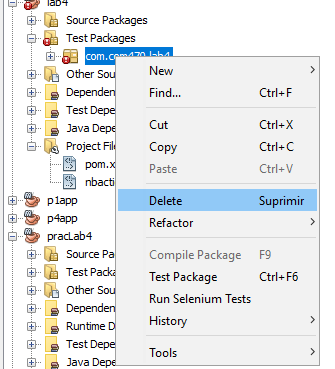 lab4
Source Packages
Test Packages
com.com470.lab4
Other Sou
Dependen
Test Depe
Java Depe
Project File
pom.x
nbacti
p1app
p4app
pracLab4
Source Pa
Test Packa
Other Sou
Dependen
Runtime D
Test Depe
Java Depe
New
Find... Ctrl+F
Cut Ctrl+X
Copy Ctrl+C
Paste Ctrl+V
Delete Suprimir
Refactor
Compile Package F9
Test Package Ctrl+F6
Run Selenium Tests
History
Tools